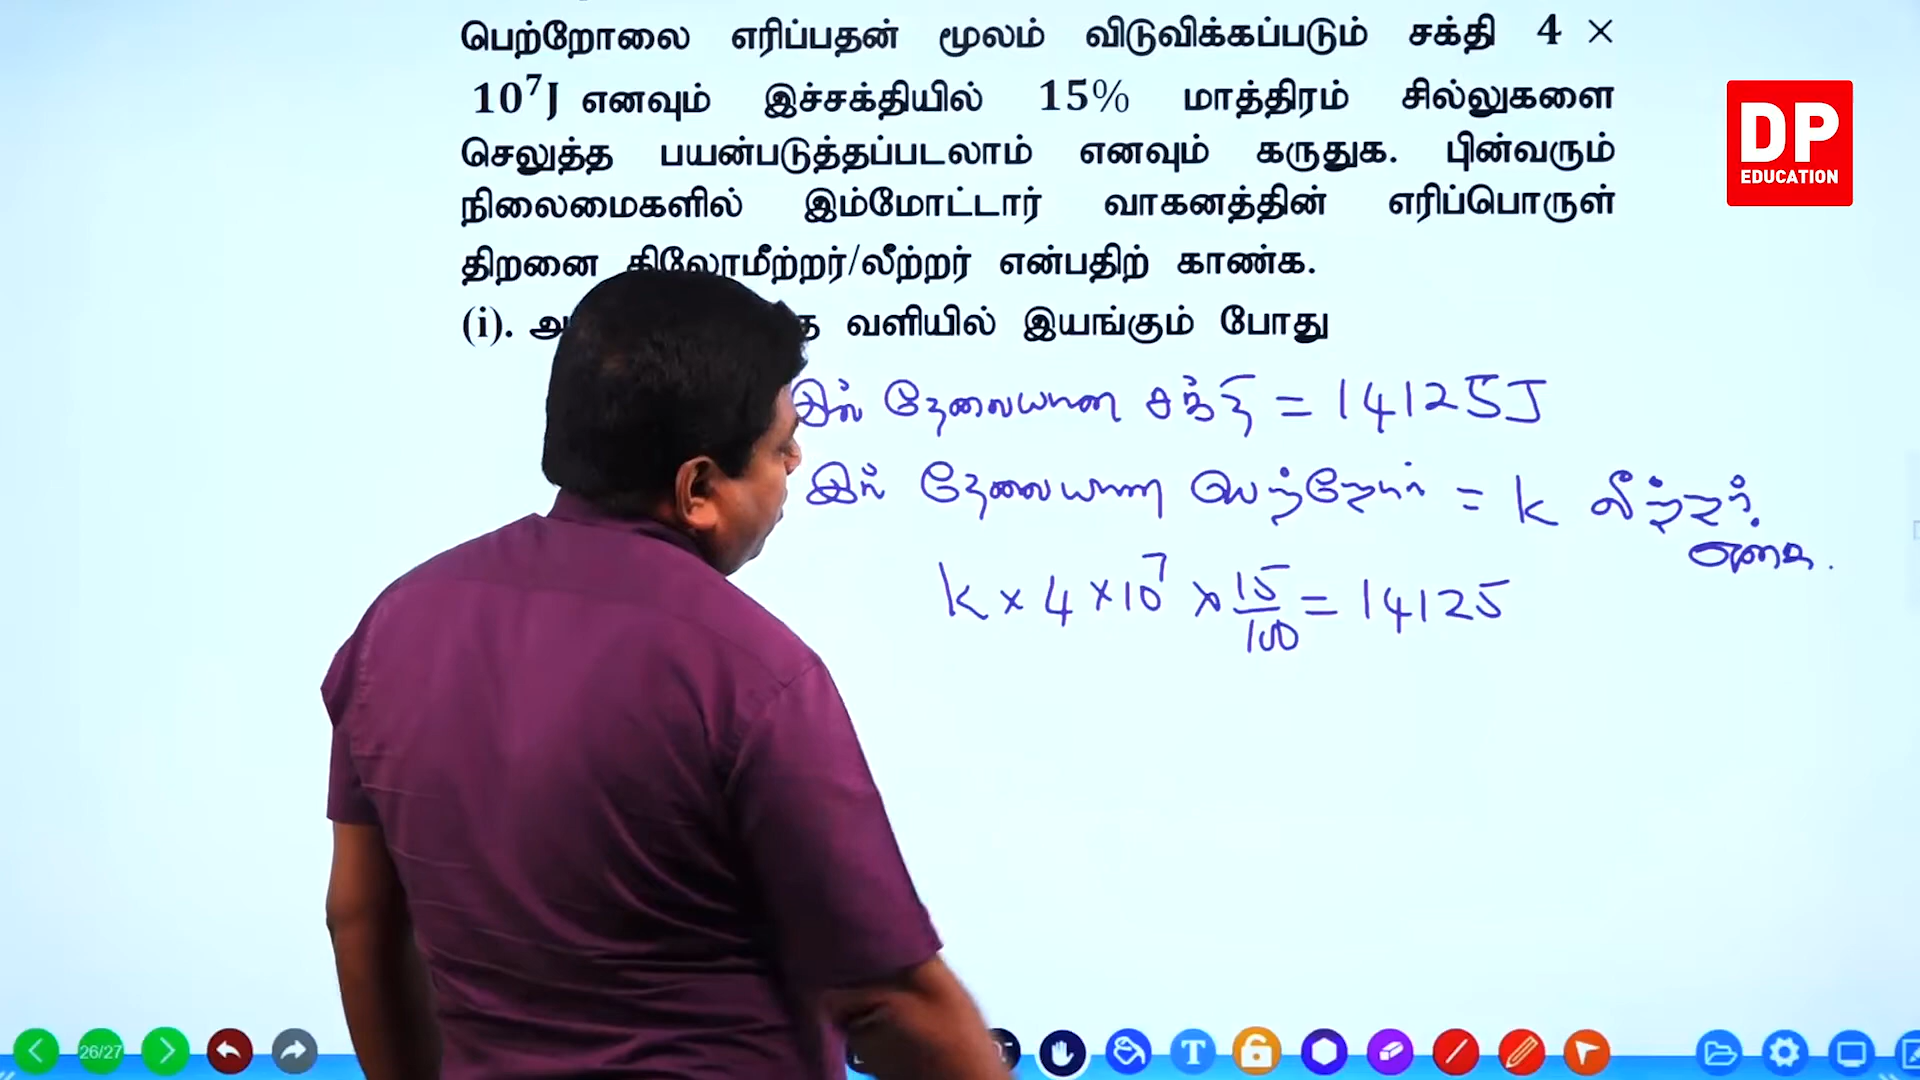 பெற்றோலை எரிப்பதன் மூலம் விடுவிக்கப்படும் சக்தி 4 ×
10⁷J எனவும் இச்சக்தியில் 15% மாத்திரம் சில்லுகளை
செலுத்த பயன்படுத்தப்படலாம் எனவும் கருதுக. பின்வரும்
நிலைமைகளில் இம்மோட்டார் வாகனத்தின் எரிப்பொருள்
திறனை கிலோமீற்றர்/லீற்றர் என்பதிற் காண்க.
(i). வளியில் இயங்கும் போது
இல் தேவையான சக்தி = 14125J
இல் தேவையான பெற்றோல் = k லீற்றர்
என்க.
k × 4 × 10⁷ × 15/100 = 14125
DP
EDUCATION
26/27
T